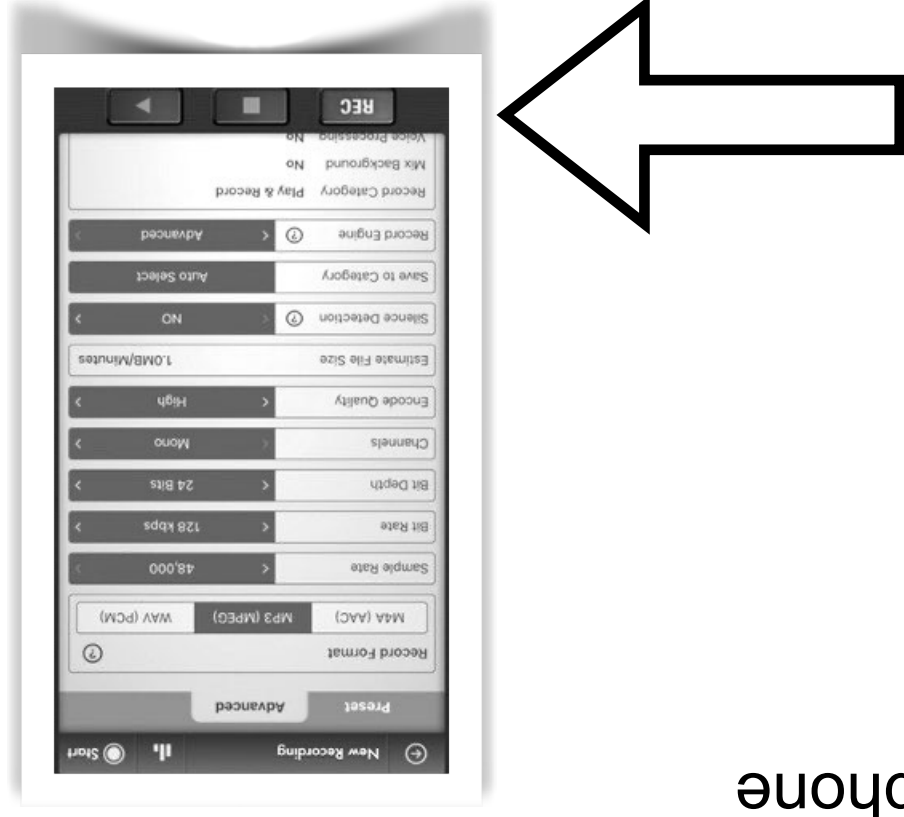 phone
New Recording Start
Preset Advanced
Record Format
M4A (AAC) MP3 (MPEG) WAV (PCM)
Sample Rate 48,000
Bit Rate 128 kbps
Bit Depth 24 Bits
Channels Mono
Encode Quality High
Estimate File Size 1.0MB/Minutes
Silence Detection NO
Save to Category Auto Select
Record Engine Advanced
Record Category Play & Record
Mix Background No
Voice Processing No
REC